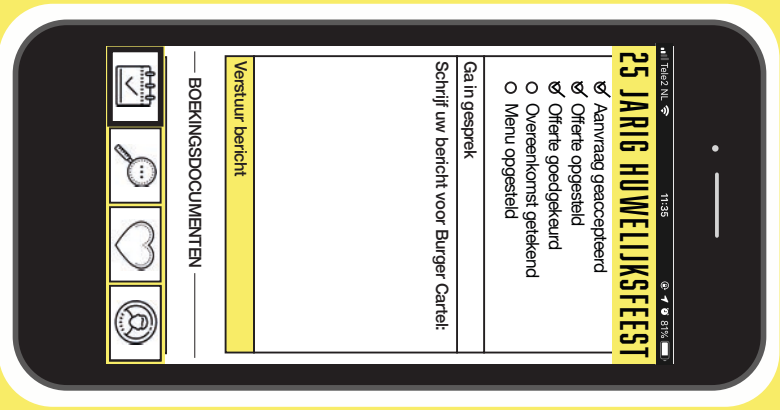 Tele2 NL 11:35 81%
25 JARIG HUWELIJKSFEEST
Aanvraag geaccepteerd
Offerte opgesteld
Offerte goedgekeurd
Overeenkomst getekend
Menu opgesteld
Ga in gesprek
Schrijf uw bericht voor Burger Cartel:
Verstuur bericht
BOEKINGSDOCUMENTEN